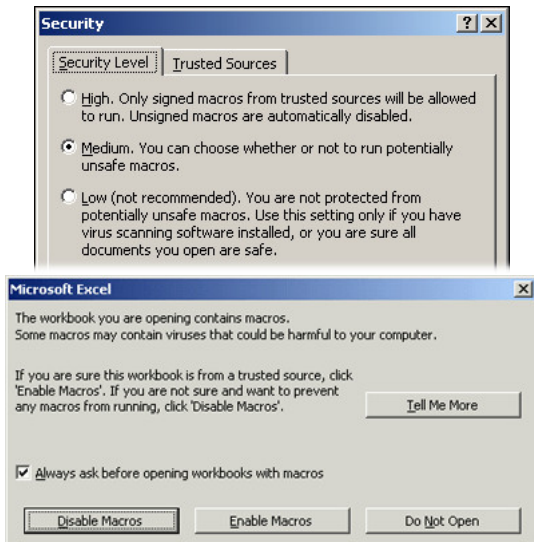 Security
Security Level
Trusted Sources
High. Only signed macros from trusted sources will be allowed
to run. Unsigned macros are automatically disabled.
Medium. You can choose whether or not to run potentially
unsafe macros.
Low (not recommended). You are not protected from
potentially unsafe macros. Use this setting only if you have
virus scanning software installed, or you are sure all
documents you open are safe.
Microsoft Excel
The workbook you are opening contains macros.
Some macros may contain viruses that could be harmful to your computer.
If you are sure this workbook is from a trusted source, click
'Enable Macros'. If you are not sure and want to prevent
any macros from running, click 'Disable Macros'.
Tell Me More
Always ask before opening workbooks with macros
Disable Macros
Enable Macros
Do Not Open